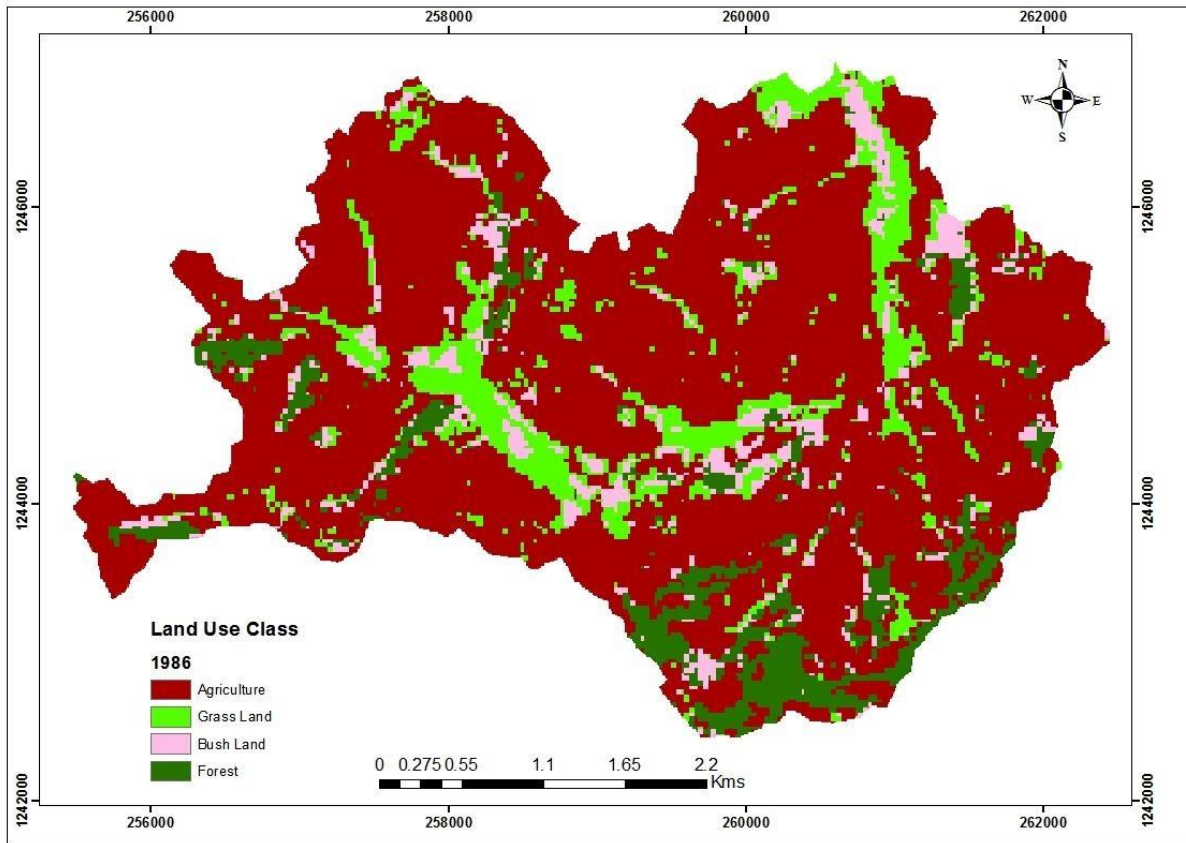 256000 258000 260000 262000
N
W E
S
1246000 1246000
1244000 1244000
Land Use Class
1986
Agriculture
Grass Land
Bush Land
Forest
0 0.275 0.55 1.1 1.65 2.2
Kms
1242000 1242000
256000 258000 260000 262000